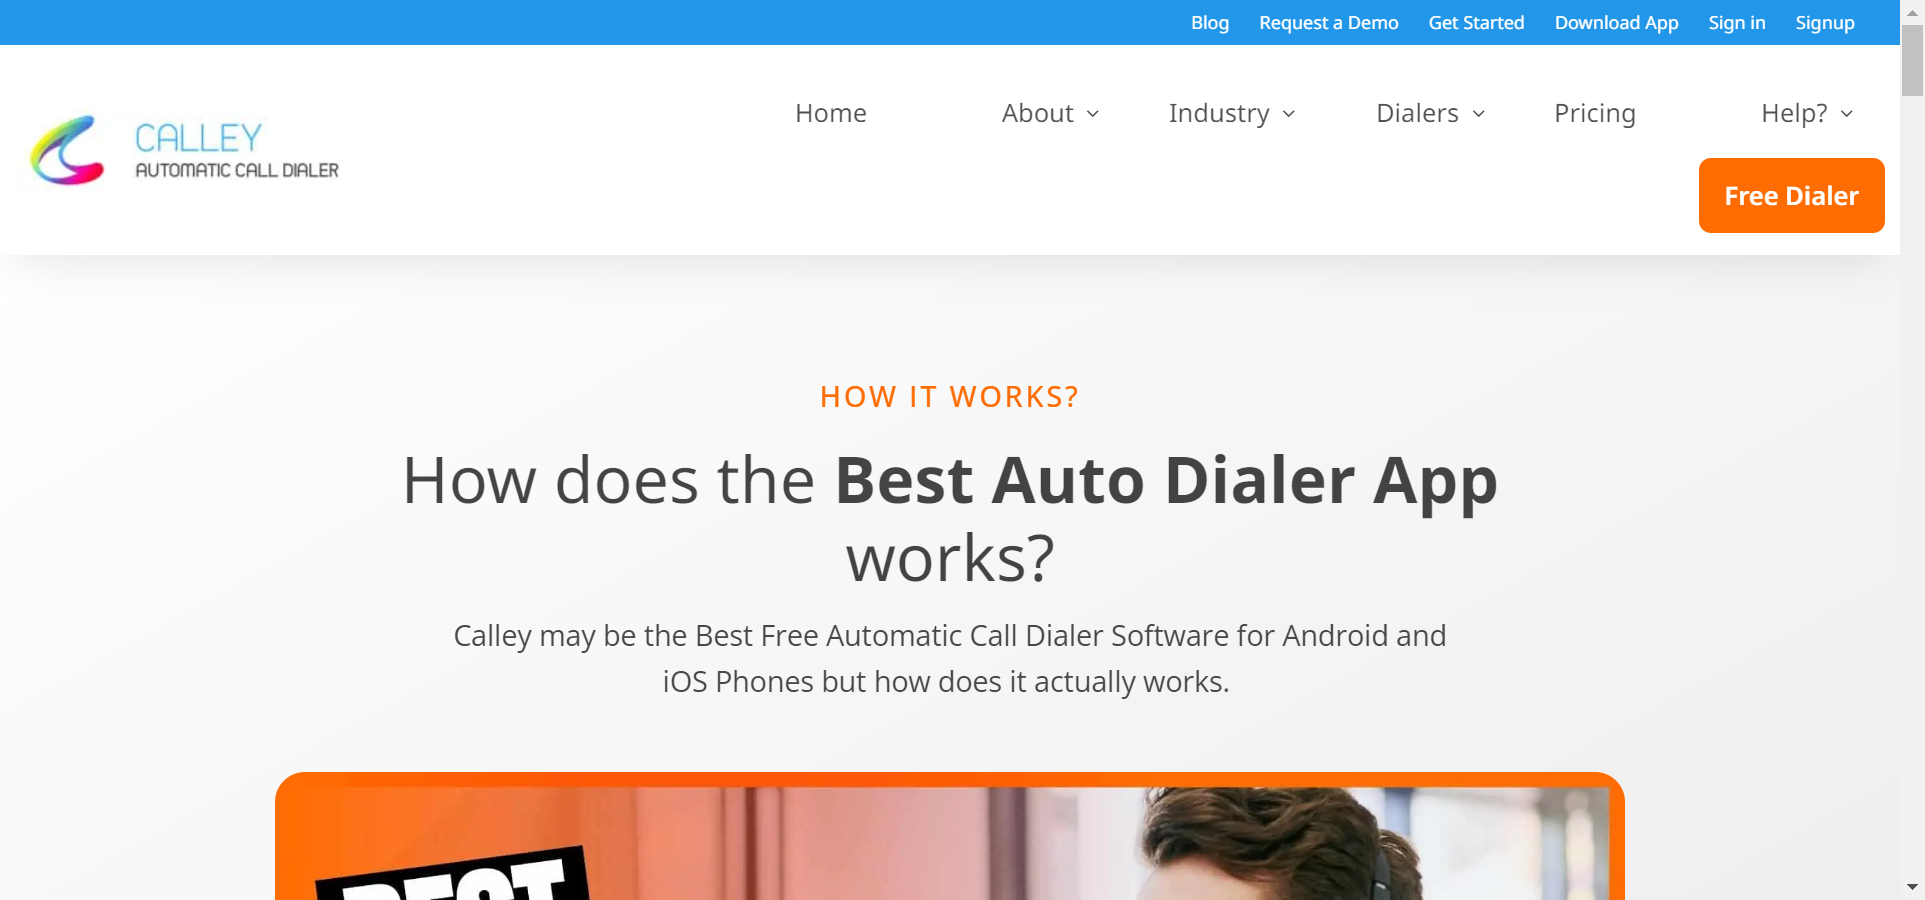 Blog Request a Demo Get Started Download App Sign in Signup
CALLEY
AUTOMATIC CALL DIALER
Home About Industry Dialers Pricing Help?
Free Dialer
HOW IT WORKS?
How does the Best Auto Dialer App
works?
Calley may be the Best Free Automatic Call Dialer Software for Android and
iOS Phones but how does it actually works.
BEST